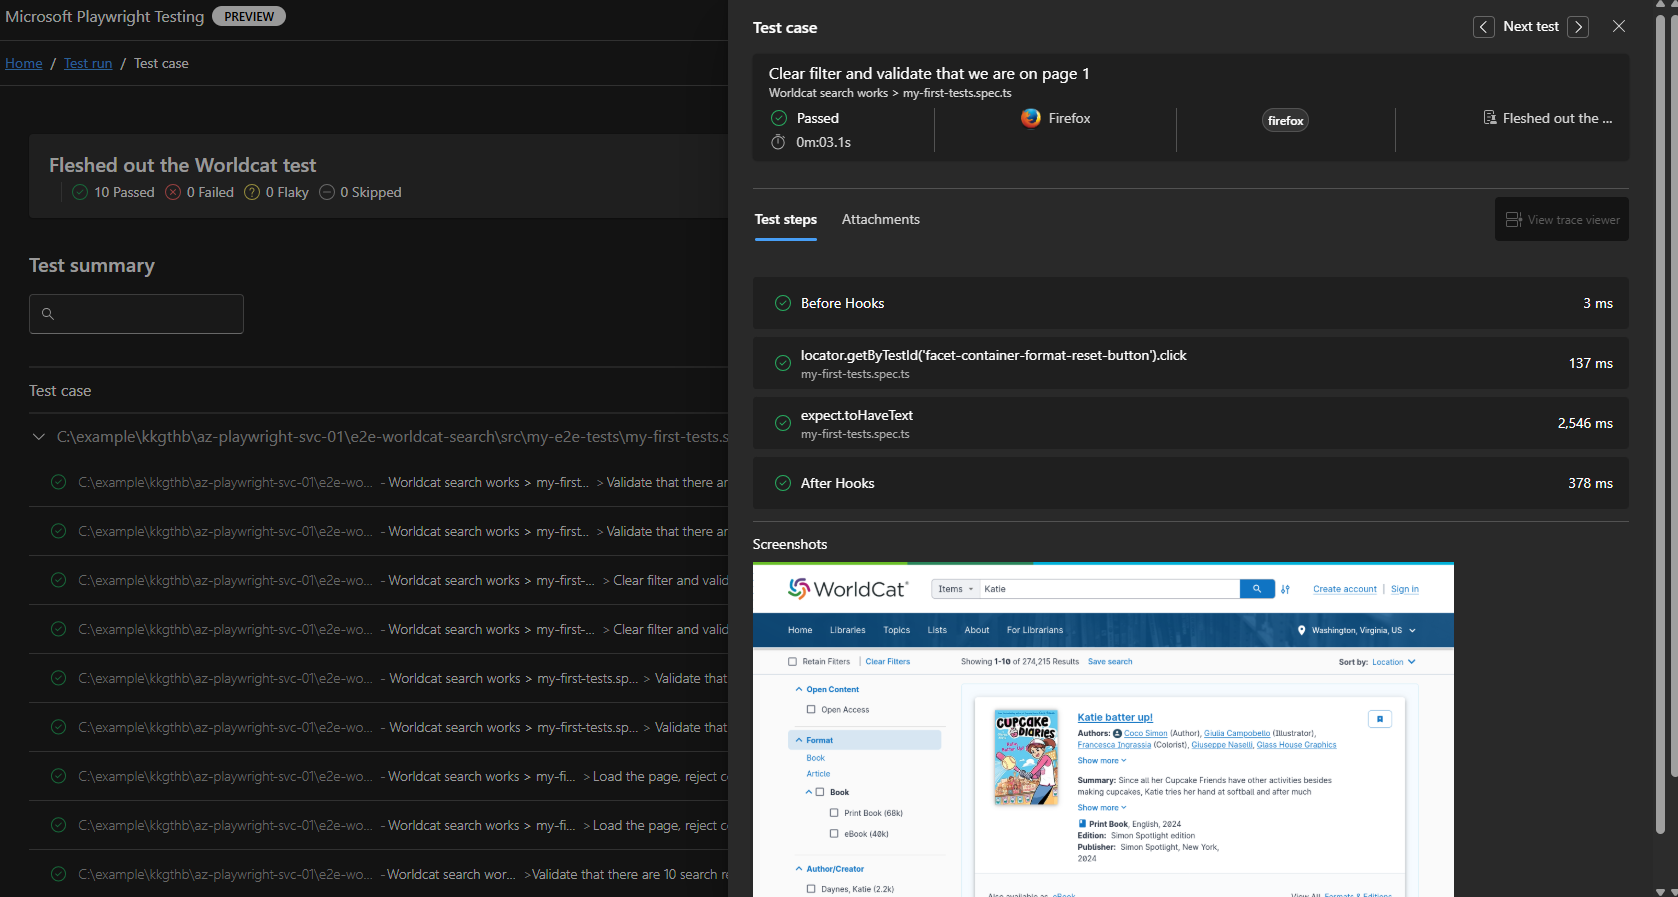 Microsoft Playwright Testing PREVIEW
Home / Test run / Test case
Fleshed out the Worldcat test
10 Passed 0 Failed 0 Flaky 0 Skipped
Test summary
Test case
C:\example\kkgthb\az-playwright-svc-01\e2e-worldcat-search\src\my-e2e-tests\my-first-tests.s
C:\example\kkgthb\az-playwright-svc-01\e2e-wo... - Worldcat search works > my-first... > Validate that there ar
C:\example\kkgthb\az-playwright-svc-01\e2e-wo... - Worldcat search works > my-first... > Validate that there ar
C:\example\kkgthb\az-playwright-svc-01\e2e-wo... - Worldcat search works > my-first-... > Clear filter and valid
C:\example\kkgthb\az-playwright-svc-01\e2e-wo... - Worldcat search works > my-first-... > Clear filter and valid
C:\example\kkgthb\az-playwright-svc-01\e2e-wo... - Worldcat search works > my-first-tests.sp... > Validate that
C:\example\kkgthb\az-playwright-svc-01\e2e-wo... - Worldcat search works > my-first-tests.sp... > Validate that
C:\example\kkgthb\az-playwright-svc-01\e2e-wo... - Worldcat search works > my-fi... > Load the page, reject c
C:\example\kkgthb\az-playwright-svc-01\e2e-wo... - Worldcat search works > my-fi... > Load the page, reject c
C:\example\kkgthb\az-playwright-svc-01\e2e-wo... - Worldcat search wor... > Validate that there are 10 search re
Test case
Next test
Clear filter and validate that we are on page 1
Worldcat search works > my-first-tests.spec.ts
Passed
0m:03.1s
Firefox
firefox
Fleshed out the ...
Test steps Attachments
View trace viewer
Before Hooks 3 ms
locator.getByTestId('facet-container-format-reset-button').click
my-first-tests.spec.ts
137 ms
expect.toHaveText
my-first-tests.spec.ts
2,546 ms
After Hooks 378 ms
Screenshots
WorldCat® Items Katie Create account | Sign in
Home Libraries Topics Lists About For Librarians Washington, Virginia, US
Retain Filters | Clear Filters Showing 1-10 of 274,215 Results Save search Sort by: Location
Open Content
Open Access
Format
Book
Article
Book
Print Book (68k)
eBook (40k)
Author/Creator
Daynes, Katie (2.2k)
CUPCAKE
DIARIES
Katie batter up!
Authors: Coco Simon (Author), Giulia Campobello (Illustrator),
Francesca Ingrassia (Colorist), Giuseppe Naselli, Glass House Graphics
Show more
Summary: Since all her Cupcake Friends have other activities besides
making cupcakes, Katie tries her hand at softball and after much
Show more
Print Book, English, 2024
Edition: Simon Spotlight edition
Publisher: Simon Spotlight, New York,
2024
Also available as eBook View All Formats & Editions